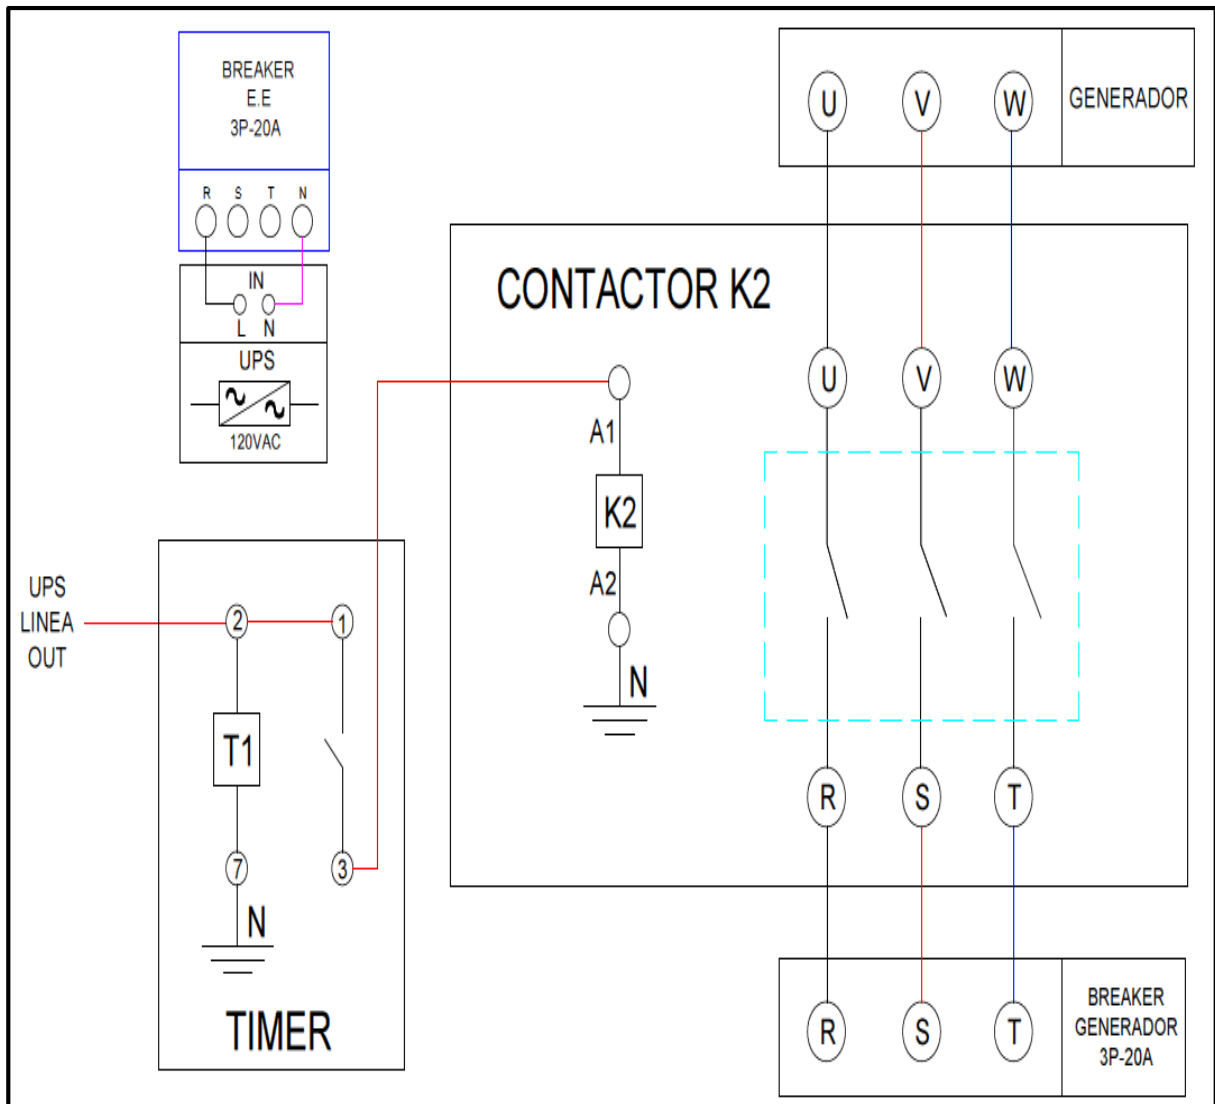 BREAKER
E.E
3P-20A
R S T N
IN
L N
UPS
120VAC
U V W
GENERADOR
CONTACTOR K2
U V W
A1
K2
A2
N
R S T
UPS
LINEA
OUT
2 1
T1
7 3
N
TIMER
R S T
BREAKER
GENERADOR
3P-20A